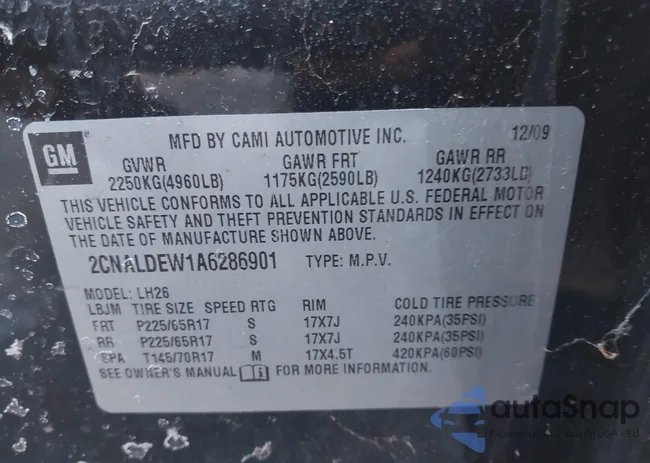 GM
MFD BY CAMI AUTOMOTIVE INC. 12/09
GVWR GAWR FRT GAWR RR
2250KG(4960LB) 1175KG(2590LB) 1240KG(2733LB)
THIS VEHICLE CONFORMS TO ALL APPLICABLE U.S. FEDERAL MOTOR
VEHICLE SAFETY AND THEFT PREVENTION STANDARDS IN EFFECT ON
THE DATE OF MANUFACTURE SHOWN ABOVE.
2CNALDEW1A6286901 TYPE: M.P.V.
MODEL: LH26
LBJM TIRE SIZE SPEED RTG RIM COLD TIRE PRESSURE
FRT P225/65R17 S 17X7J 240KPA(35PSI)
RR P225/65R17 S 17X7J 240KPA(35PSI)
SPA T145/70R17 M 17X4.5T 420KPA(60PSI)
SEE OWNER'S MANUAL FOR MORE INFORMATION.
autoSnap